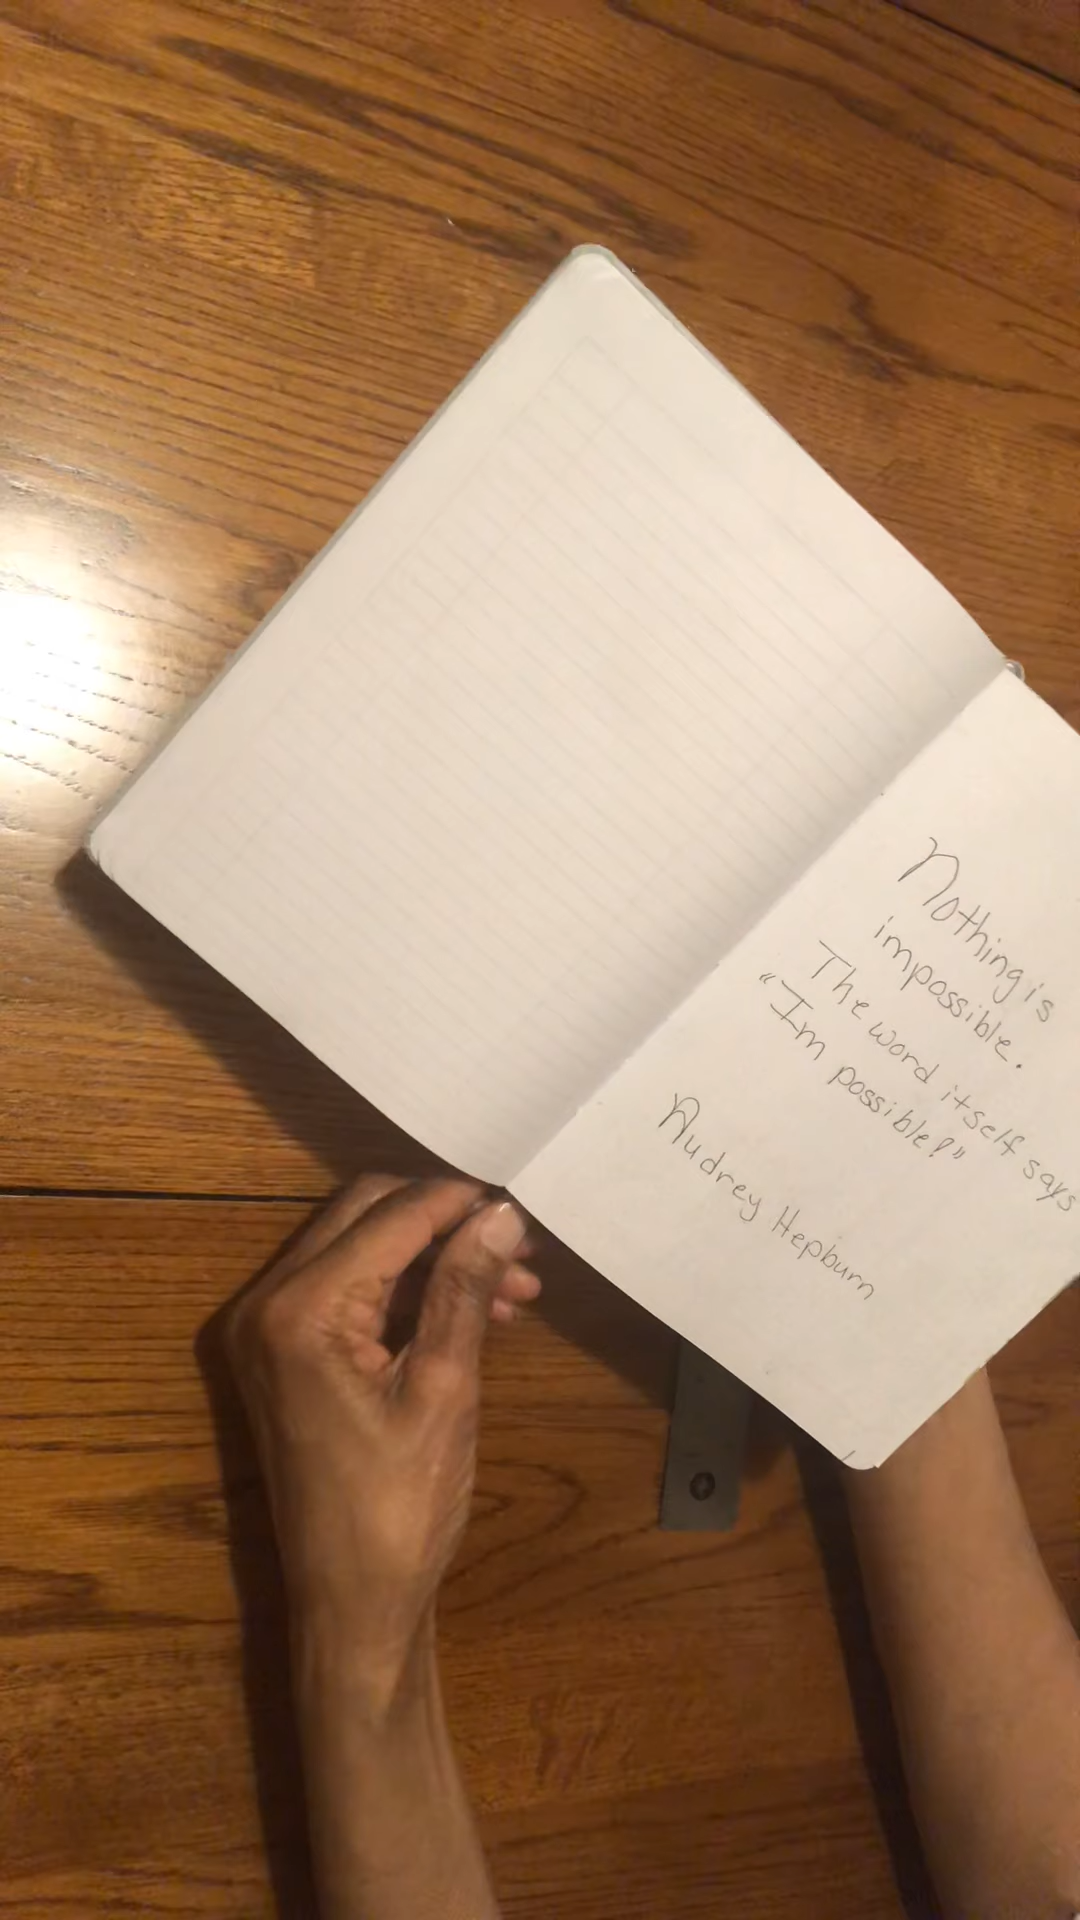 Nothing is
impossible.
The word itself says
"Im possible!"
Audrey Hepburn